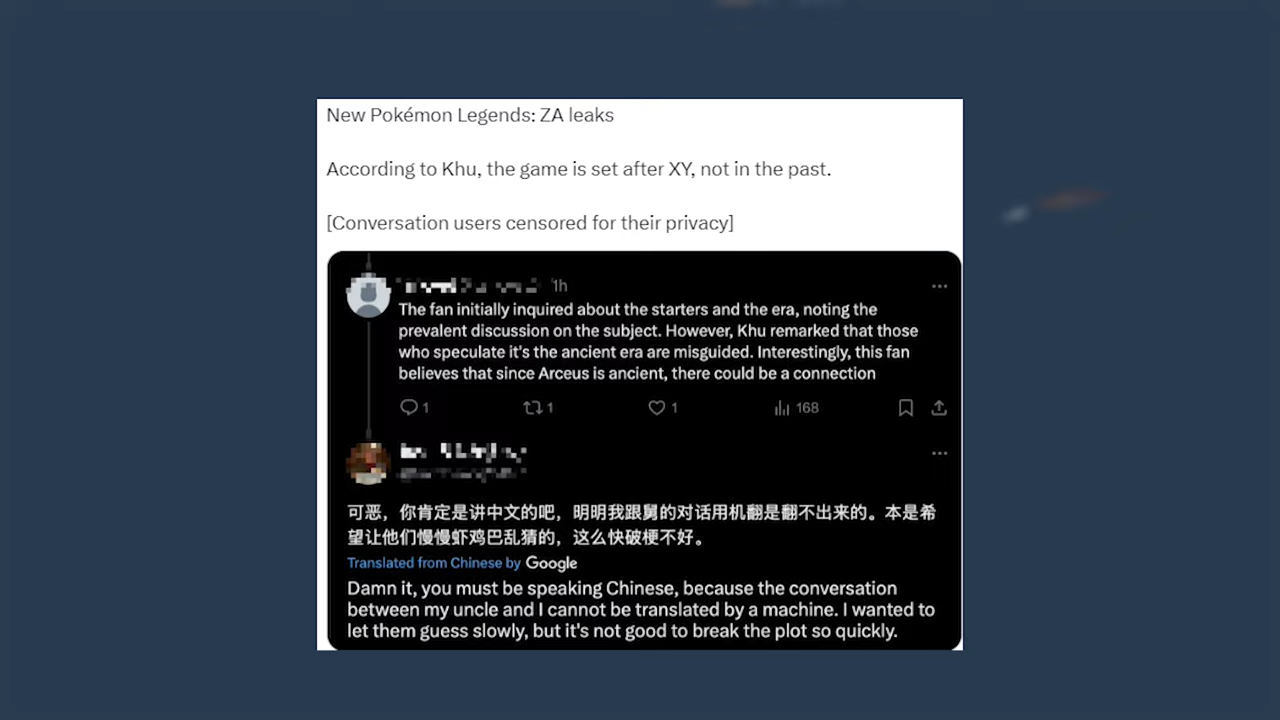 New Pokémon Legends: ZA leaks
According to Khu, the game is set after XY, not in the past.
[Conversation users censored for their privacy]
1h
The fan initially inquired about the starters and the era, noting the
prevalent discussion on the subject. However, Khu remarked that those
who speculate it's the ancient era are misguided. Interestingly, this fan
believes that since Arceus is ancient, there could be a connection
1 1 1 168
可恶，你肯定是讲中文的吧，明明我跟舅的对话用机翻是翻不出来的。本是希
望让他们慢慢虾鸡巴乱猜的，这么快破梗不好。
Translated from Chinese by Google
Damn it, you must be speaking Chinese, because the conversation
between my uncle and I cannot be translated by a machine. I wanted to
let them guess slowly, but it's not good to break the plot so quickly.